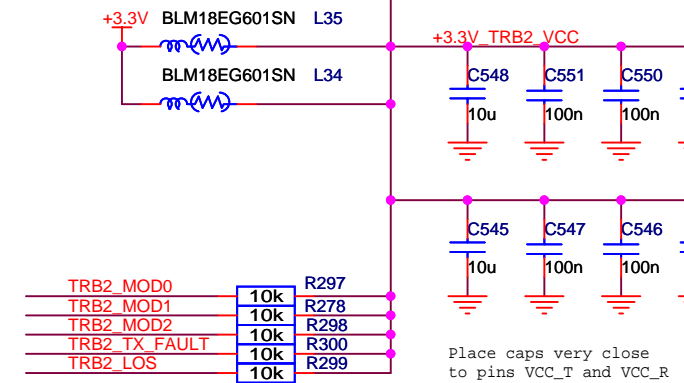 +3.3V BLM18EG601SN L35
+3.3V_TRB2_VCC
BLM18EG601SN L34
C548 C551 C550
10u 100n 100n
C545 C547 C546
10u 100n 100n
TRB2_MOD0 10k R297
TRB2_MOD1 10k R278
TRB2_MOD2 10k R298
TRB2_TX_FAULT 10k R300
TRB2_LOS 10k R299
Place caps very close
to pins VCC_T and VCC_R